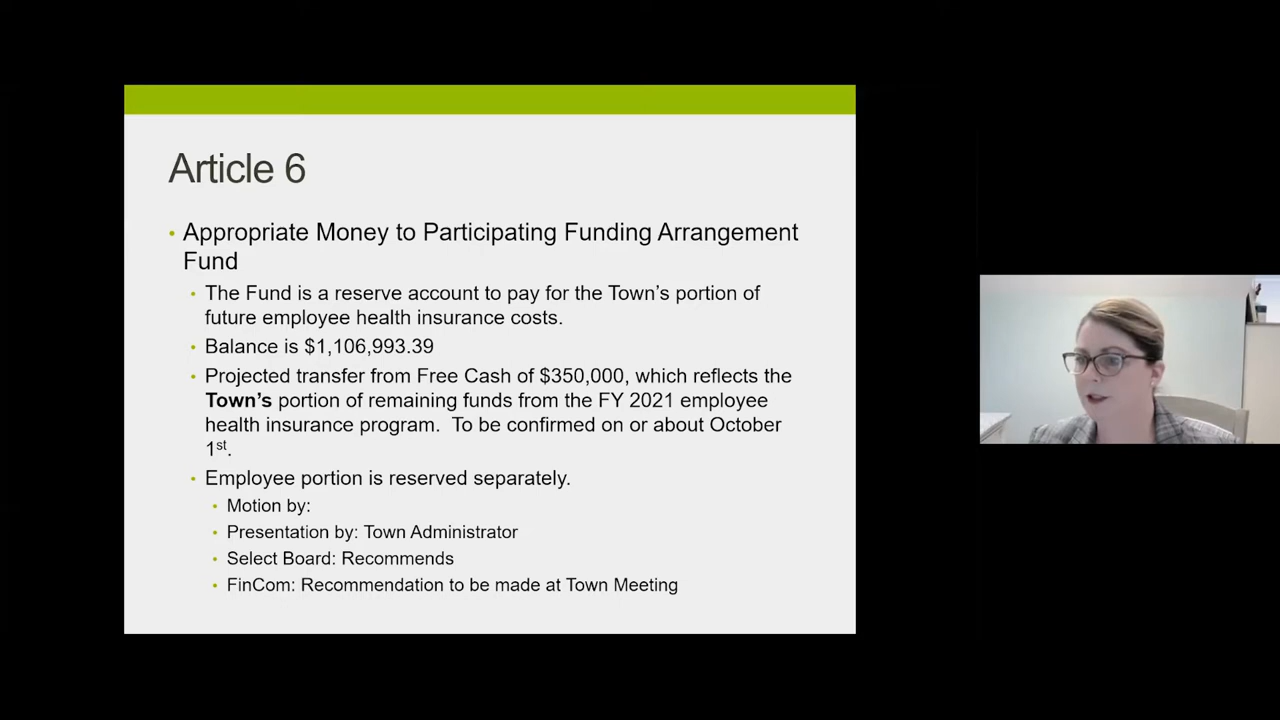 Article 6
• Appropriate Money to Participating Funding Arrangement
Fund
• The Fund is a reserve account to pay for the Town’s portion of
future employee health insurance costs.
• Balance is $1,106,993.39
• Projected transfer from Free Cash of $350,000, which reflects the
Town’s portion of remaining funds from the FY 2021 employee
health insurance program.  To be confirmed on or about October
1st.
• Employee portion is reserved separately.
• Motion by:
• Presentation by: Town Administrator
• Select Board: Recommends
• FinCom: Recommendation to be made at Town Meeting